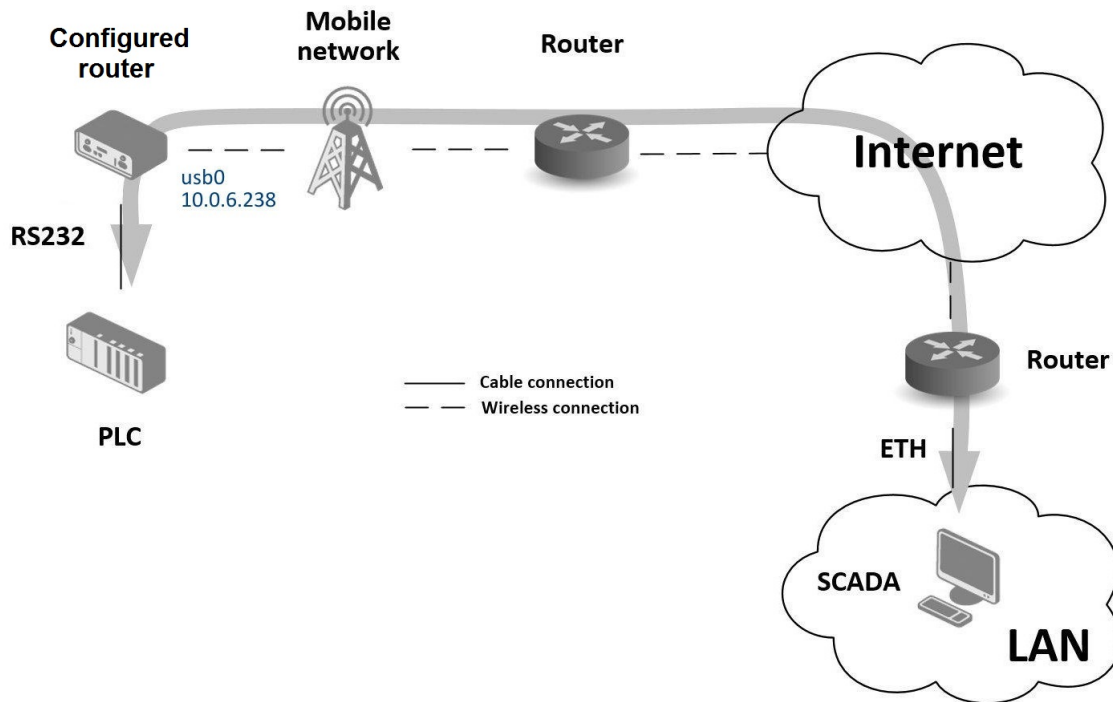 Configured
router
Mobile
network
Router
Internet
usb0
10.0.6.238
RS232
PLC
Cable connection
Wireless connection
Router
ETH
SCADA
LAN